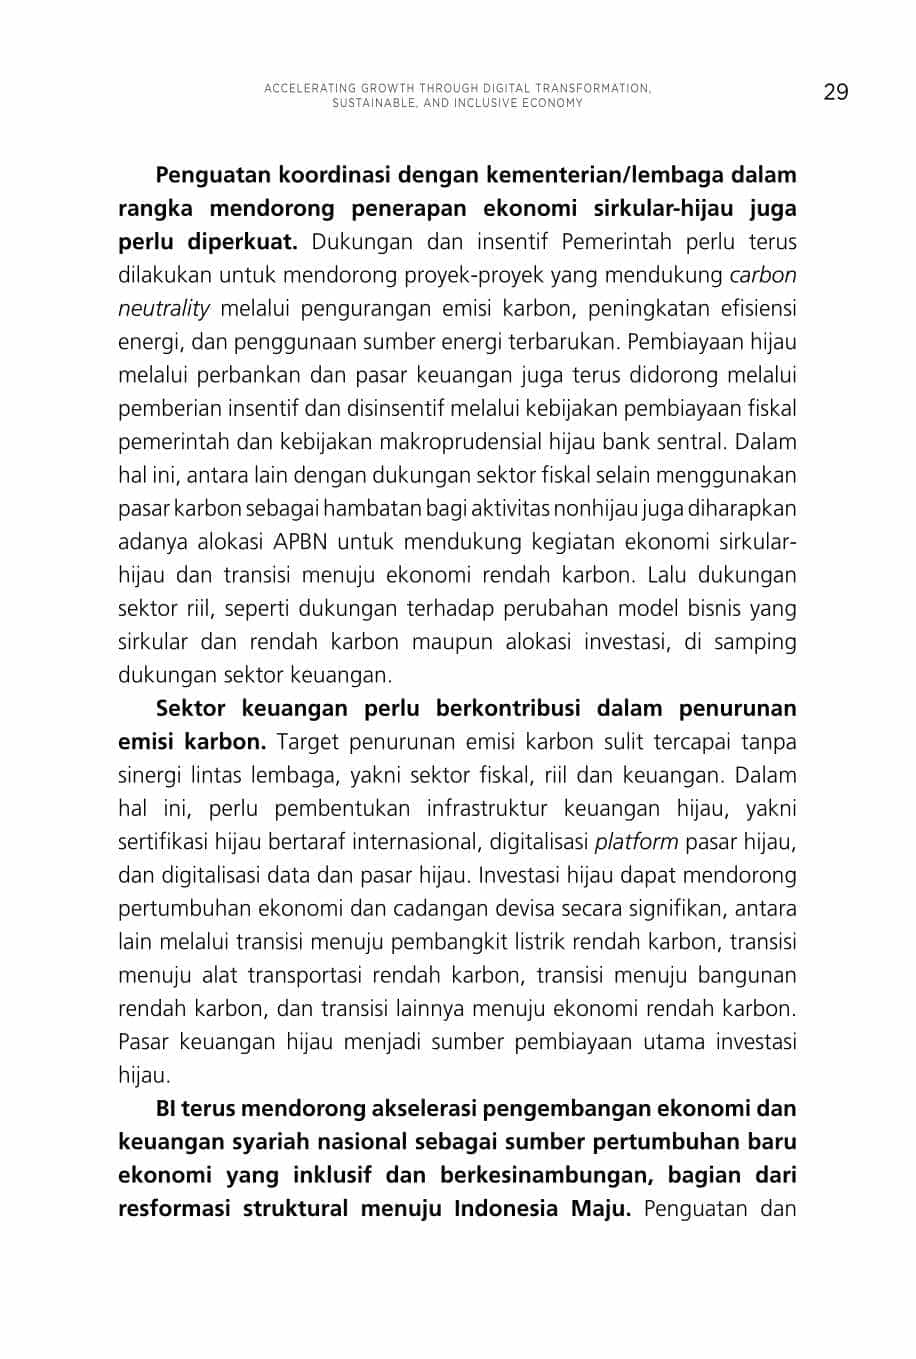 ACCELERATING GROWTH THROUGH DIGITAL TRANSFORMATION,
SUSTAINABLE, AND INCLUSIVE ECONOMY
29
Penguatan koordinasi dengan kementerian/lembaga dalam
rangka mendorong penerapan ekonomi sirkular-hijau juga
perlu diperkuat. Dukungan dan insentif Pemerintah perlu terus
dilakukan untuk mendorong proyek-proyek yang mendukung carbon
neutrality melalui pengurangan emisi karbon, peningkatan efisiensi
energi, dan penggunaan sumber energi terbarukan. Pembiayaan hijau
melalui perbankan dan pasar keuangan juga terus didorong melalui
pemberian insentif dan disinsentif melalui kebijakan pembiayaan fiskal
pemerintah dan kebijakan makroprudensial hijau bank sentral. Dalam
hal ini, antara lain dengan dukungan sektor fiskal selain menggunakan
pasar karbon sebagai hambatan bagi aktivitas nonhijau juga diharapkan
adanya alokasi APBN untuk mendukung kegiatan ekonomi sirkular-
hijau dan transisi menuju ekonomi rendah karbon. Lalu dukungan
sektor riil, seperti dukungan terhadap perubahan model bisnis yang
sirkular dan rendah karbon maupun alokasi investasi, di samping
dukungan sektor keuangan.
Sektor keuangan perlu berkontribusi dalam penurunan
emisi karbon. Target penurunan emisi karbon sulit tercapai tanpa
sinergi lintas lembaga, yakni sektor fiskal, riil dan keuangan. Dalam
hal ini, perlu pembentukan infrastruktur keuangan hijau, yakni
sertifikasi hijau bertaraf internasional, digitalisasi platform pasar hijau,
dan digitalisasi data dan pasar hijau. Investasi hijau dapat mendorong
pertumbuhan ekonomi dan cadangan devisa secara signifikan, antara
lain melalui transisi menuju pembangkit listrik rendah karbon, transisi
menuju alat transportasi rendah karbon, transisi menuju bangunan
rendah karbon, dan transisi lainnya menuju ekonomi rendah karbon.
Pasar keuangan hijau menjadi sumber pembiayaan utama investasi
hijau.
BI terus mendorong akselerasi pengembangan ekonomi dan
keuangan syariah nasional sebagai sumber pertumbuhan baru
ekonomi yang inklusif dan berkesinambungan, bagian dari
resformasi struktural menuju Indonesia Maju. Penguatan dan